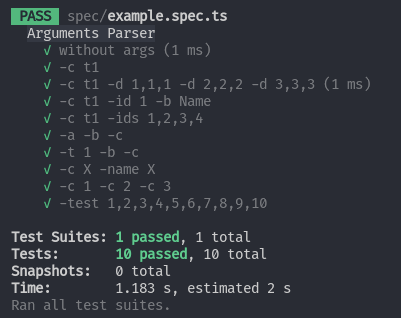 PASS spec/example.spec.ts
Arguments Parser
√ without args (1 ms)
√ -c t1
√ -c t1 -d 1,1,1 -d 2,2,2 -d 3,3,3 (1 ms)
√ -c t1 -id 1 -b Name
√ -c t1 -ids 1,2,3,4
√ -a -b -c
√ -t 1 -b -c
√ -c X -name X
√ -c 1 -c 2 -c 3
√ -test 1,2,3,4,5,6,7,8,9,10
Test Suites: 1 passed, 1 total
Tests: 10 passed, 10 total
Snapshots: 0 total
Time: 1.183 s, estimated 2 s
Ran all test suites.